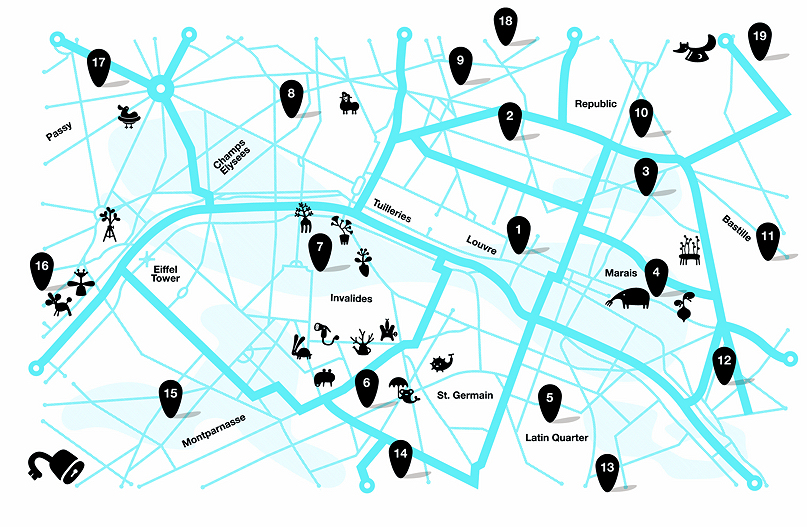 18
19
17
9
8
2
10
Republic
Passy
Champs
Elysees
3
Tuilleries
Louvre
1
Bastille
11
7
16
Eiffel
Tower
Marais
4
Invalides
12
6
15
St. Germain
5
Montparnasse
Latin Quarter
14
13